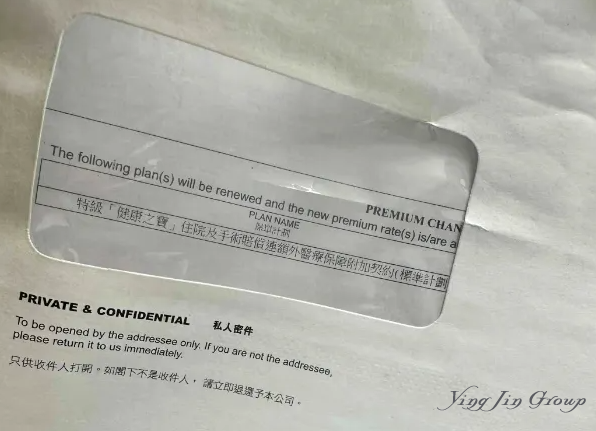 PREMIUM CHAN
The following plan(s) will be renewed and the new premium rate(s) is/are a
PLAN NAME
保單計劃
特級「健康之寶」住院及手術賠償連額外醫療保障附加契約(標準計劃
PRIVATE & CONFIDENTIAL 私人密件
To be opened by the addressee only. If you are not the addressee,
please return it to us immediately.
只供收件人打開。如閣下不是收件人，請立即退還予本公司。
Ying Jin Group